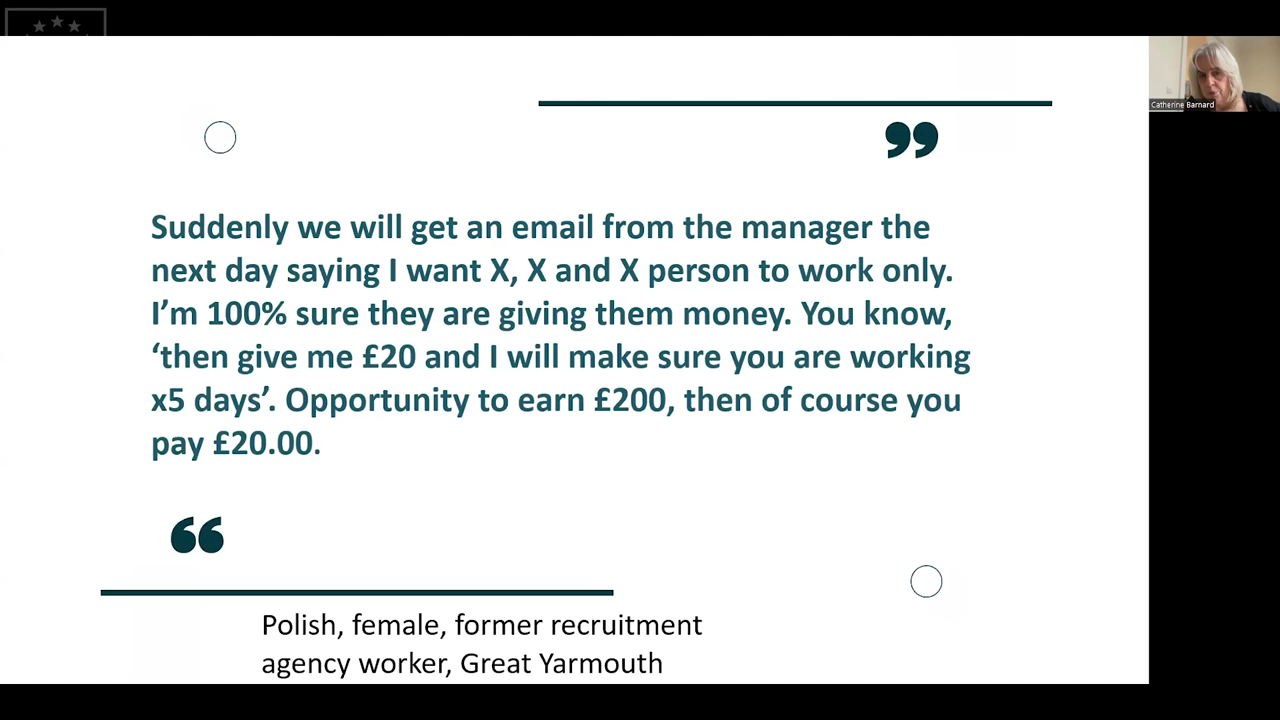 Catherine Barnard
”
Suddenly we will get an email from the manager the
next day saying I want X, X and X person to work only.
I’m 100% sure they are giving them money. You know,
‘then give me £20 and I will make sure you are working
x5 days’. Opportunity to earn £200, then of course you
pay £20.00.
“
Polish, female, former recruitment
agency worker, Great Yarmouth